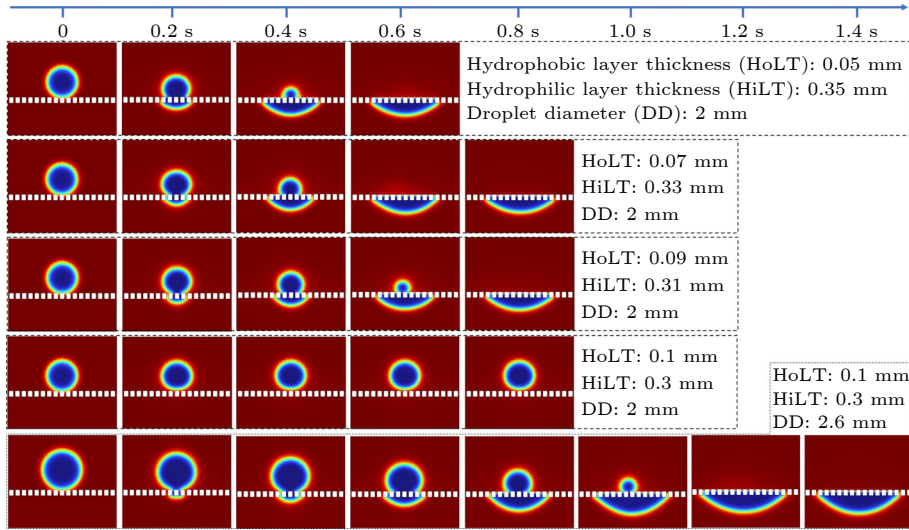 0 0.2 s 0.4 s 0.6 s 0.8 s 1.0 s 1.2 s 1.4 s
Hydrophobic layer thickness (HoLT): 0.05 mm
Hydrophilic layer thickness (HiLT): 0.35 mm
Droplet diameter (DD): 2 mm
HoLT: 0.07 mm
HiLT: 0.33 mm
DD: 2 mm
HoLT: 0.09 mm
HiLT: 0.31 mm
DD: 2 mm
HoLT: 0.1 mm
HiLT: 0.3 mm
DD: 2 mm
HoLT: 0.1 mm
HiLT: 0.3 mm
DD: 2.6 mm